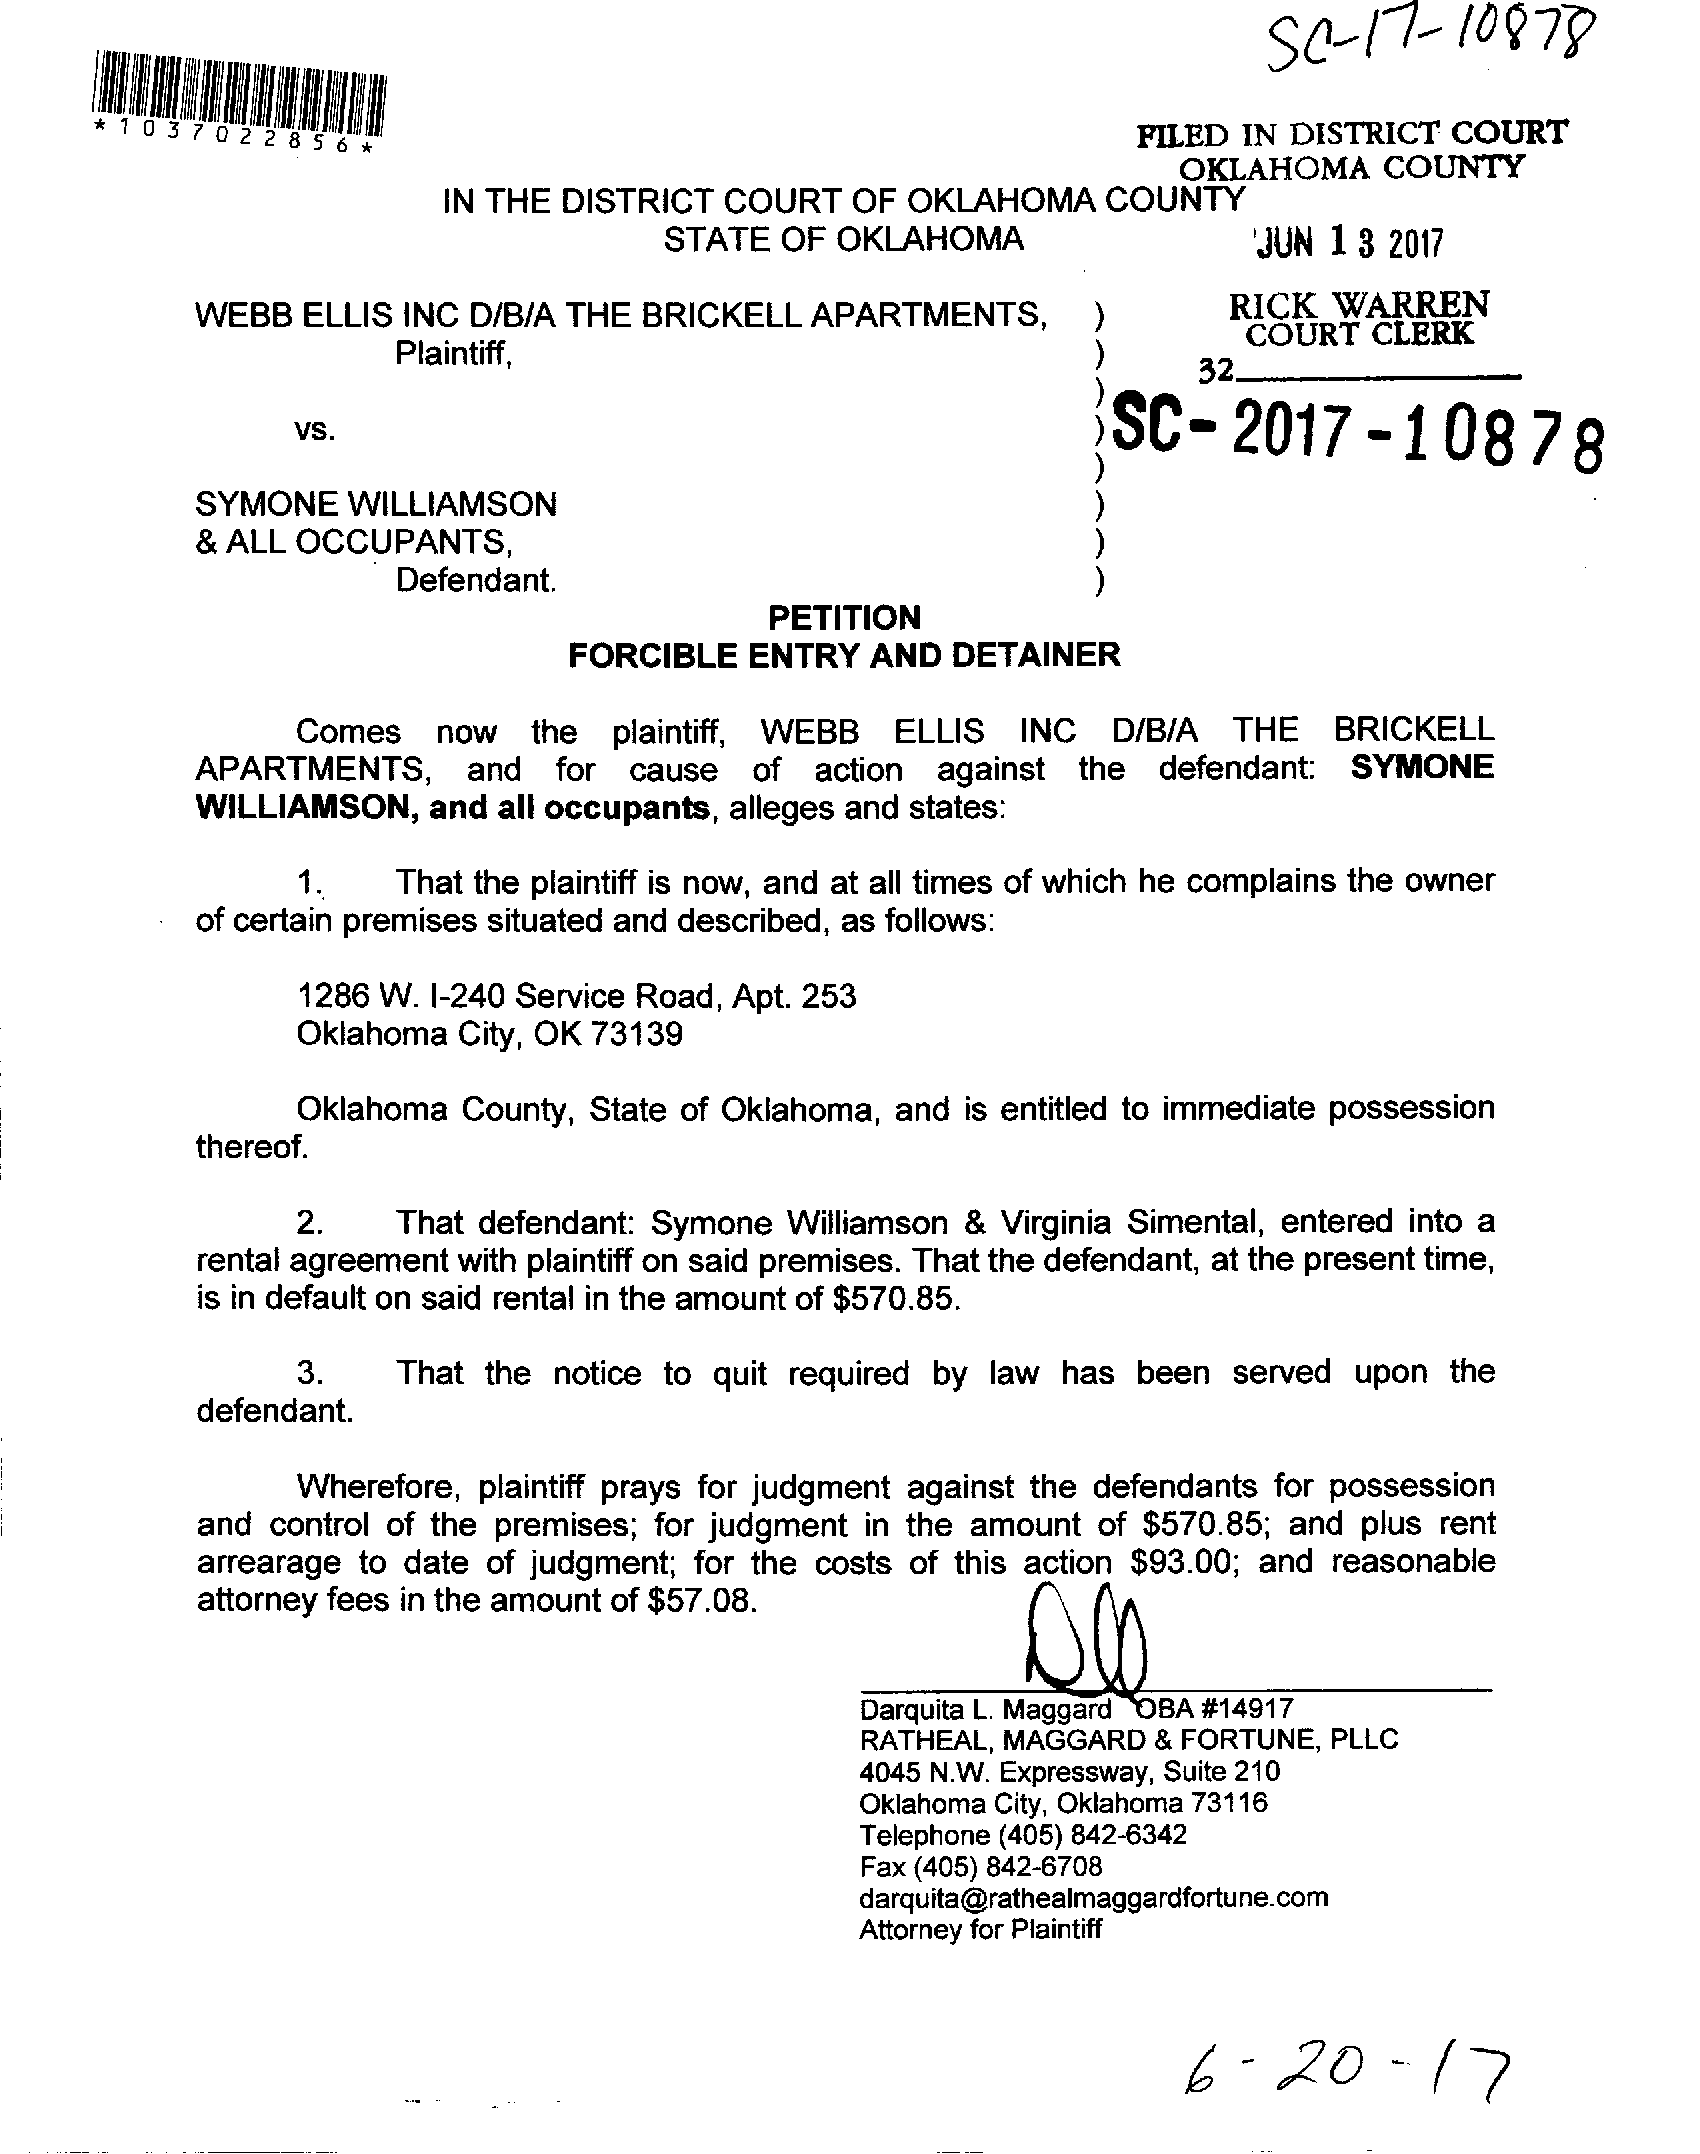 SC-17-10878
*1037022856*
FILED IN DISTRICT COURT
OKLAHOMA COUNTY
IN THE DISTRICT COURT OF OKLAHOMA COUNTY
STATE OF OKLAHOMA
JUN 13 2017
WEBB ELLIS INC D/B/A THE BRICKELL APARTMENTS, )
Plaintiff, )
RICK WARREN
COURT CLERK
32
)
vs. )
SC-2017-10878
)
SYMONE WILLIAMSON )
& ALL OCCUPANTS, )
Defendant. )
PETITION
FORCIBLE ENTRY AND DETAINER
Comes now the plaintiff, WEBB ELLIS INC D/B/A THE BRICKELL
APARTMENTS, and for cause of action against the defendant: SYMONE
WILLIAMSON, and all occupants, alleges and states:
1. That the plaintiff is now, and at all times of which he complains the owner
of certain premises situated and described, as follows:
1286 W. I-240 Service Road, Apt. 253
Oklahoma City, OK 73139
Oklahoma County, State of Oklahoma, and is entitled to immediate possession
thereof.
2. That defendant: Symone Williamson & Virginia Simental, entered into a
rental agreement with plaintiff on said premises. That the defendant, at the present time,
is in default on said rental in the amount of $570.85.
3. That the notice to quit required by law has been served upon the
defendant.
Wherefore, plaintiff prays for judgment against the defendants for possession
and control of the premises; for judgment in the amount of $570.85; and plus rent
arrearage to date of judgment; for the costs of this action $93.00; and reasonable
attorney fees in the amount of $57.08.
Darquita L. Maggard OBA #14917
RATHEAL, MAGGARD & FORTUNE, PLLC
4045 N.W. Expressway, Suite 210
Oklahoma City, Oklahoma 73116
Telephone (405) 842-6342
Fax (405) 842-6708
darquita@rathealmaggardfortune.com
Attorney for Plaintiff
6-20-17